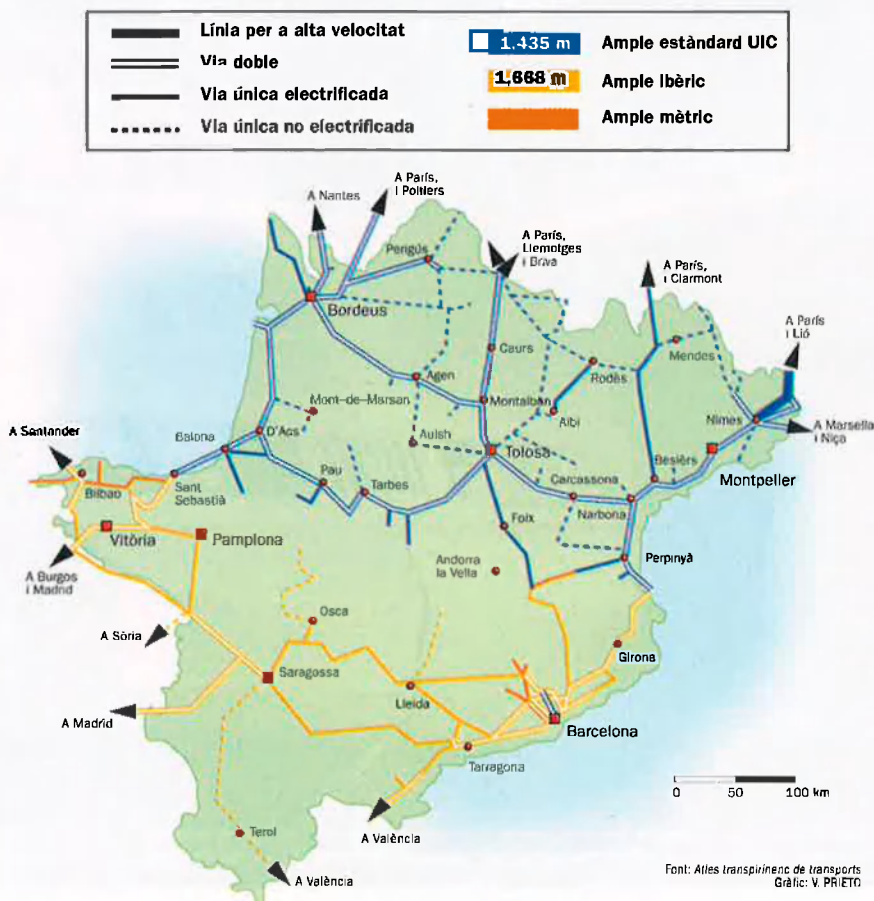 Línia per a alta velocitat
Via doble
Via única electrificada
Via única no electrificada
1.435 m
Ample estàndard UIC
1,668 m
Ample Ibèric
Ample mètric
A Nantes
A París,
i Poitiers
A París,
Llemotges
i Briva
A París,
i Clarmont
A París
i Lió
A Marsella
i Niça
Perigús
Bordeus
Caurs
Agen
Montalban
Rodès
Mendes
Nimes
Mont-de-Marsan
Albi
D'Acs
Auish
Tolosa
Besièrs
Montpeller
A Santander
Baiona
Pau
Tarbes
Carcassona
Narbona
Bilbao
Sant
Sebastià
Foix
Perpinyà
Vitòria
Pamplona
Andorra
la Vella
A Burgos
i Madrid
Osca
A Sòria
Girona
Saragossa
Lleida
A Madrid
Barcelona
Tarragona
0 50 100 km
Terol
A València
A València
Font: Atles transpirinenc de transports
Gràfic: V. PRIETO